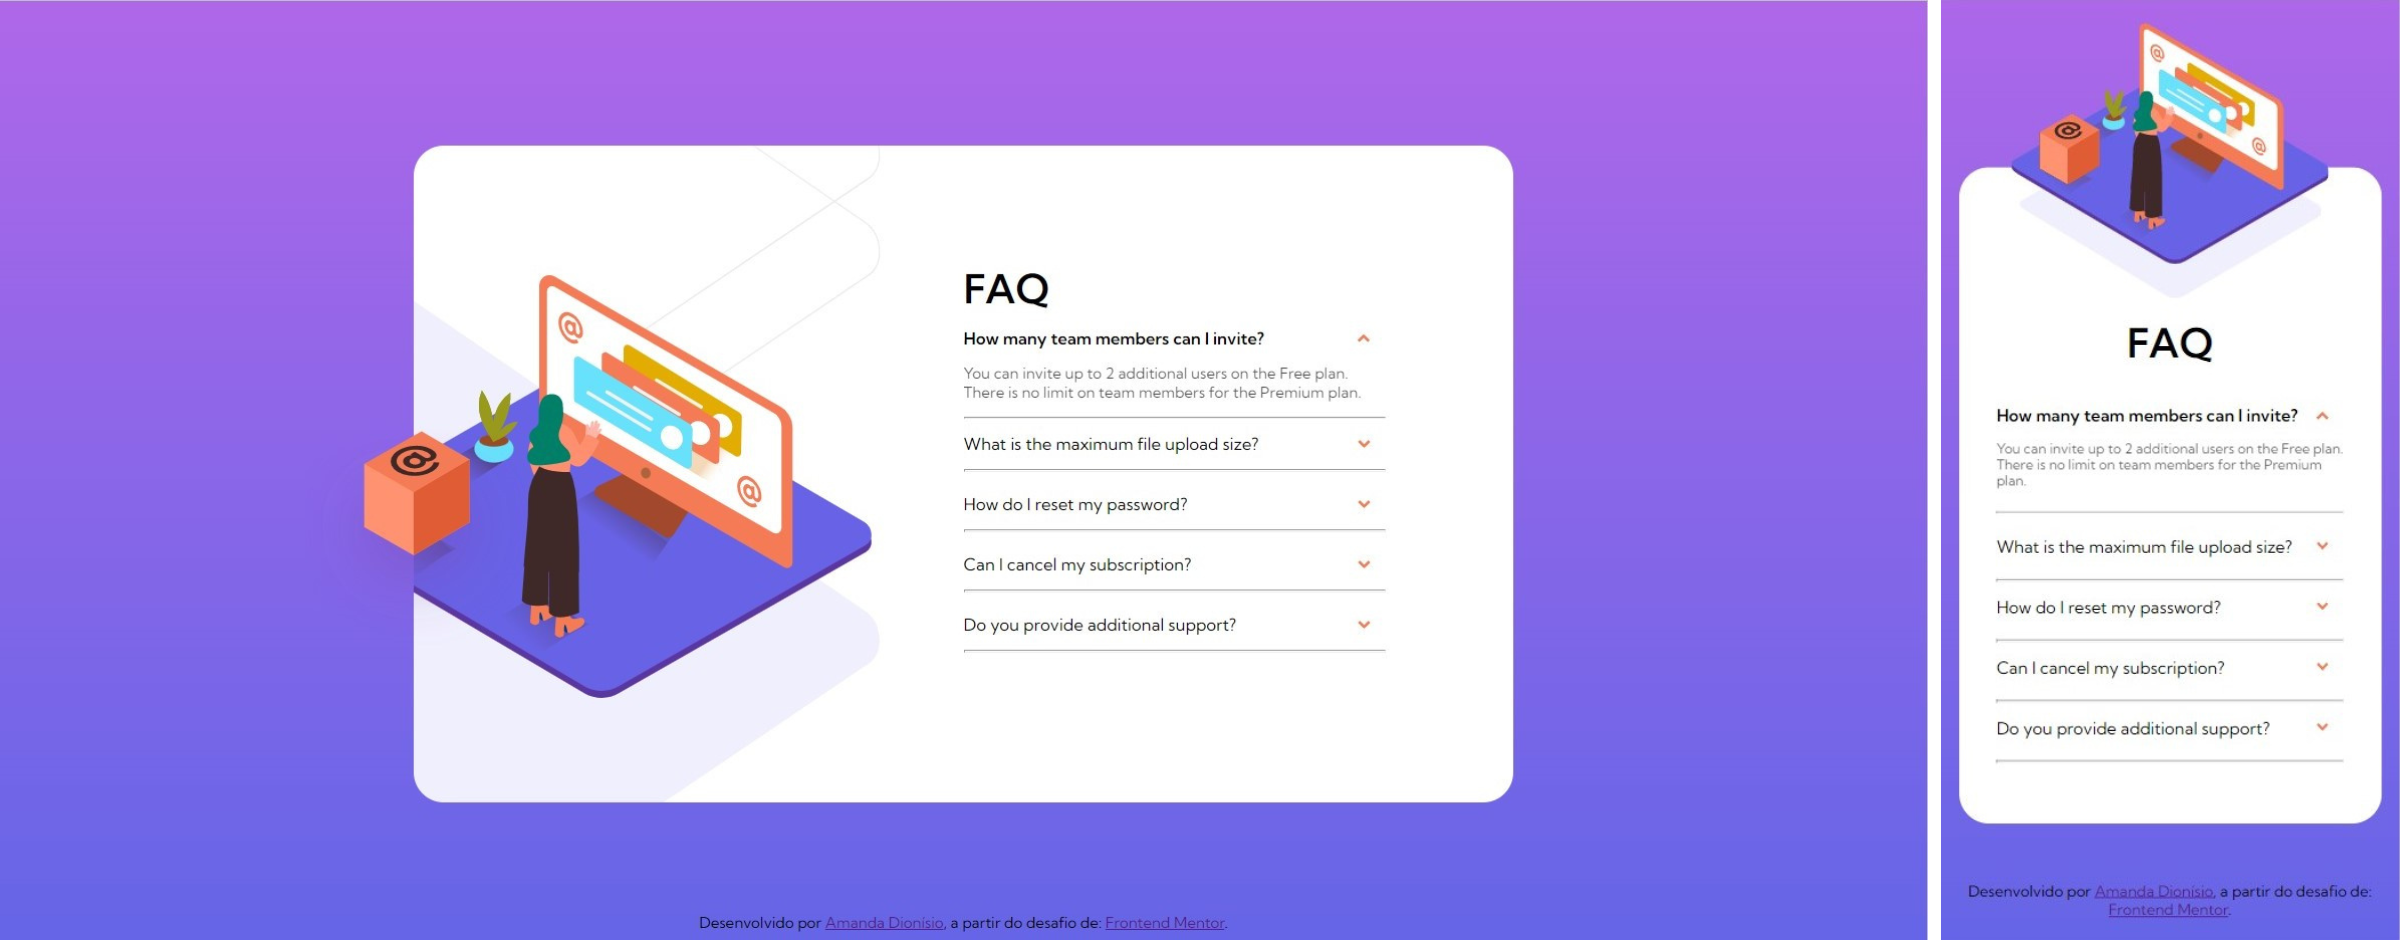 FAQ
How many team members can I invite?
You can invite up to 2 additional users on the Free plan.
There is no limit on team members for the Premium plan.
What is the maximum file upload size?
How do I reset my password?
Can I cancel my subscription?
Do you provide additional support?
Desenvolvido por Amanda Dionísio, a partir do desafio de: Frontend Mentor.
@
@
@
FAQ
How many team members can I invite?
You can invite up to 2 additional users on the Free plan.
There is no limit on team members for the Premium
plan.
What is the maximum file upload size?
How do I reset my password?
Can I cancel my subscription?
Do you provide additional support?
Desenvolvido por Amanda Dionísio, a partir do desafio de:
Frontend Mentor.
@
@
@